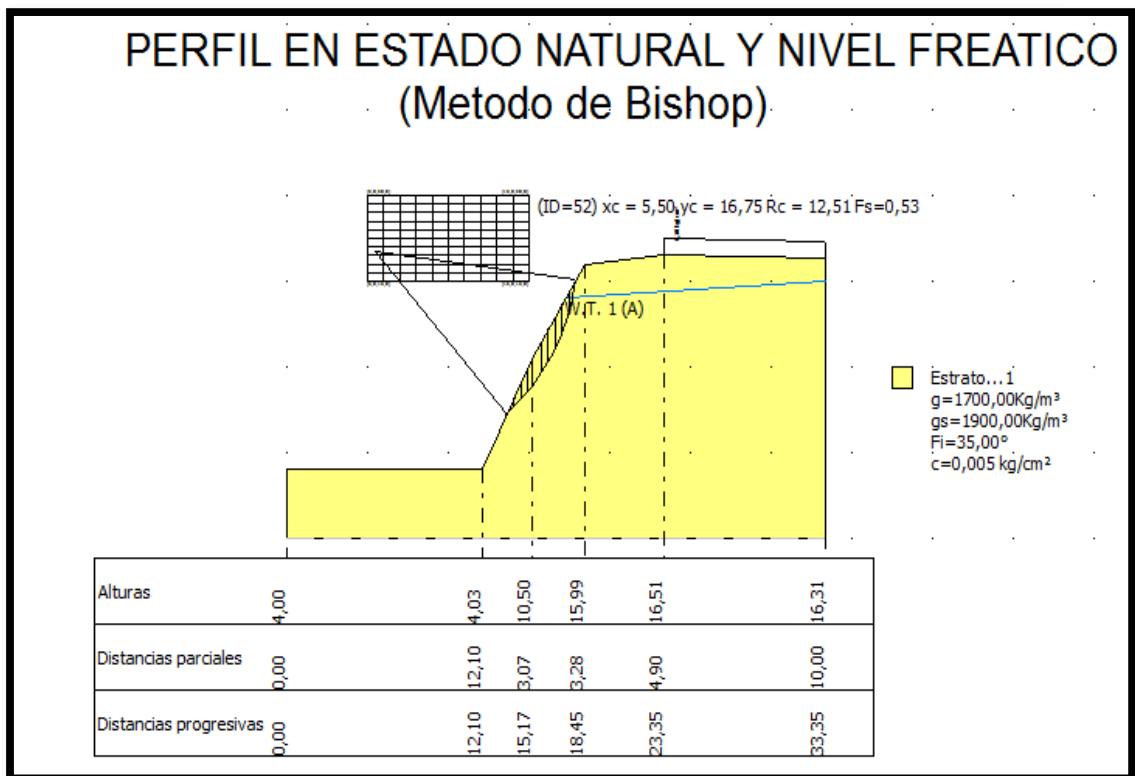 PERFIL EN ESTADO NATURAL Y NIVEL FREATICO
(Metodo de Bishop)
(ID=52) xc = 5,50 yc = 16,75 Rc = 12,51 Fs=0,53
W.T. 1 (A)
Estrato...1
g=1700,00Kg/m³
gs=1900,00Kg/m³
Fi=35,00°
c=0,005 kg/cm²
Alturas 4,00 4,03 10,50 15,99 16,51 16,31
Distancias parciales 0,00 12,10 3,07 3,28 4,90 10,00
Distancias progresivas 0,00 12,10 15,17 18,45 23,35 33,35